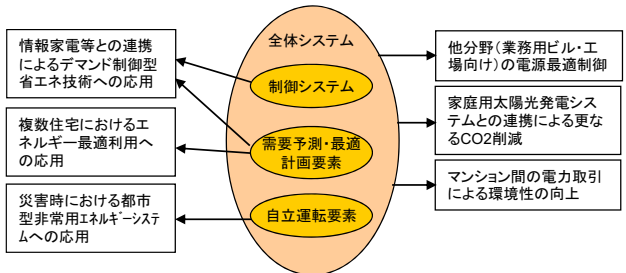 情報家電等との連携
によるデマンド制御型
省エネ技術への応用
複数住宅におけるエ
ネルギー最適利用へ
の応用
災害時における都市
型非常用エネルギーシステ
ムへの応用
全体システム
制御システム
需要予測・最適
計画要素
自立運転要素
他分野(業務用ビル・工
場向け)の電源最適制御
家庭用太陽光発電シス
テムとの連携による更な
るCO2削減
マンション間の電力取引
による環境性の向上